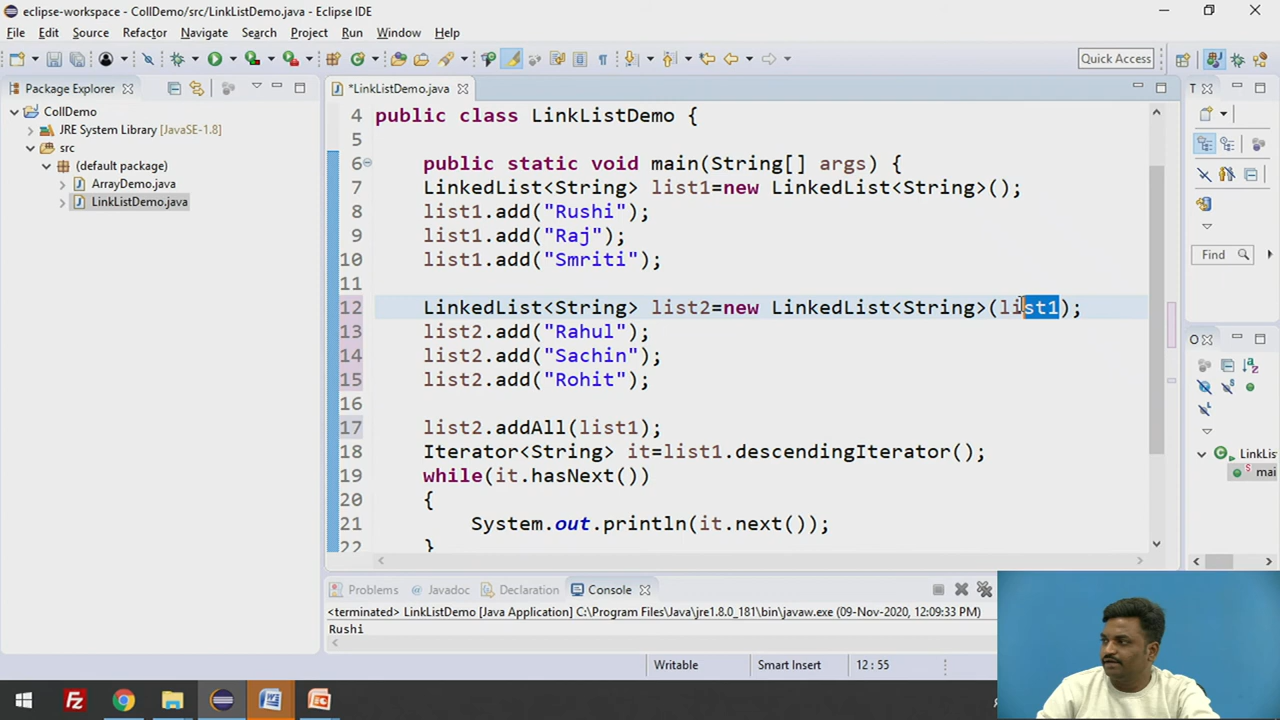 eclipse-workspace - CollDemo/src/LinkListDemo.java - Eclipse IDE
File Edit Source Refactor Navigate Search Project Run Window Help
Quick Access
Package Explorer
CollDemo
JRE System Library [JavaSE-1.8]
src
(default package)
ArrayDemo.java
LinkListDemo.java
*LinkListDemo.java
4 public class LinkListDemo {
5
6 public static void main(String[] args) {
7 LinkedList<String> list1=new LinkedList<String>();
8 list1.add("Rushi");
9 list1.add("Raj");
10 list1.add("Smriti");
11
12 LinkedList<String> list2=new LinkedList<String>(list1);
13 list2.add("Rahul");
14 list2.add("Sachin");
15 list2.add("Rohit");
16
17 list2.addAll(list1);
18 Iterator<String> it=list1.descendingIterator();
19 while(it.hasNext())
20 {
21 System.out.println(it.next());
22 }
T
Find
O
LinkLis
mai
Problems Javadoc Declaration Console
<terminated> LinkListDemo [Java Application] C:\Program Files\Java\jre1.8.0_181\bin\javaw.exe (09-Nov-2020, 12:09:33 PM)
Rushi
Writable Smart Insert 12 : 55